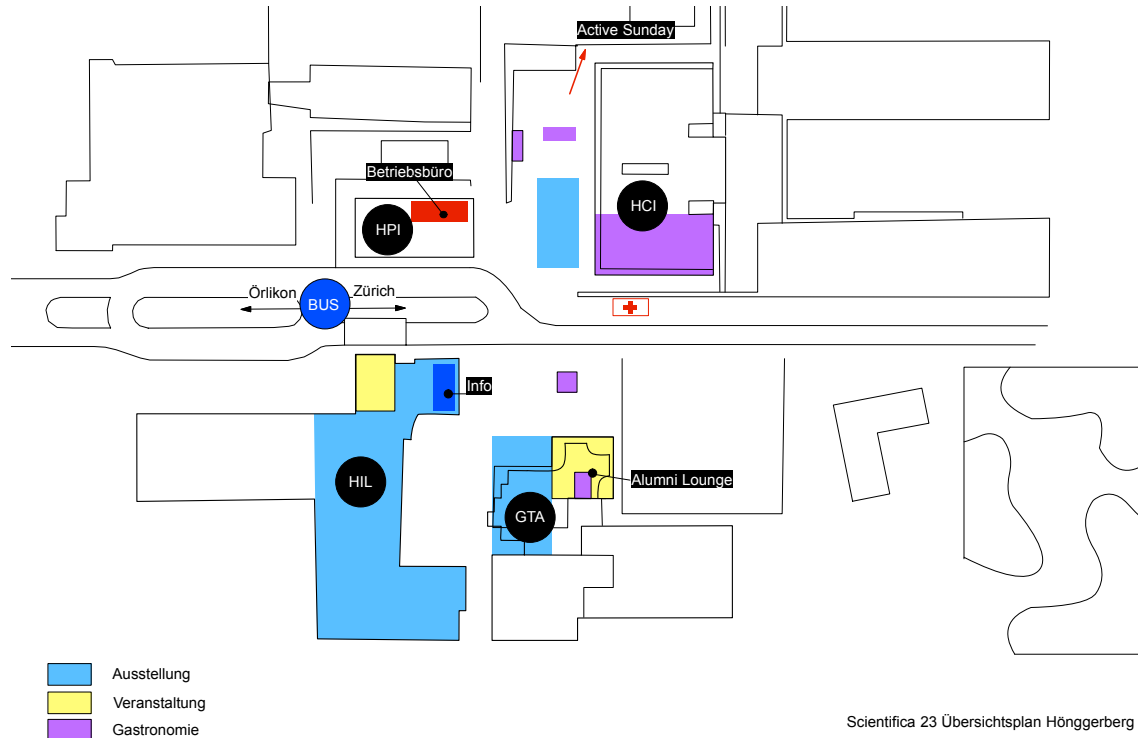 Active Sunday
Betriebsbüro
HPI
HCI
Örlikon
BUS
Zürich
Info
HIL
Alumni Lounge
GTA
Ausstellung
Veranstaltung
Gastronomie
Scientifica 23 Übersichtsplan Hönggerberg